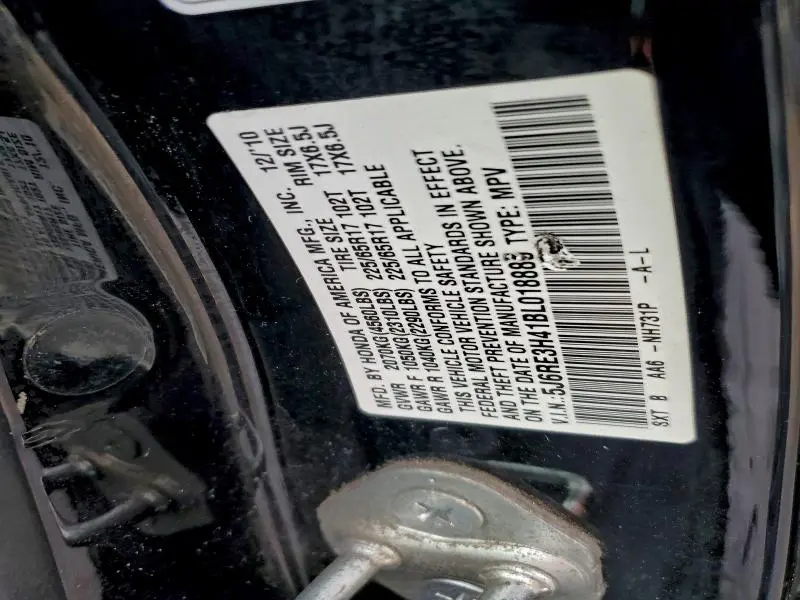 MFD. BY HONDA OF AMERICA MFG., INC. 12/10
GVWR 2070KG(4560LBS) TIRE SIZE RIM SIZE
GAWR F 1050KG(2310LBS) 225/65R17 102T 17X6.5J
GAWR R 1040KG(2290LBS) 225/65R17 102T 17X6.5J
THIS VEHICLE CONFORMS TO ALL APPLICABLE
FEDERAL MOTOR VEHICLE SAFETY
AND THEFT PREVENTION STANDARDS IN EFFECT
ON THE DATE OF MANUFACTURE SHOWN ABOVE.
V.I.N.:5J6RE3H41BL018889 TYPE: MPV
SXT B AA6 -NH731P -A-L